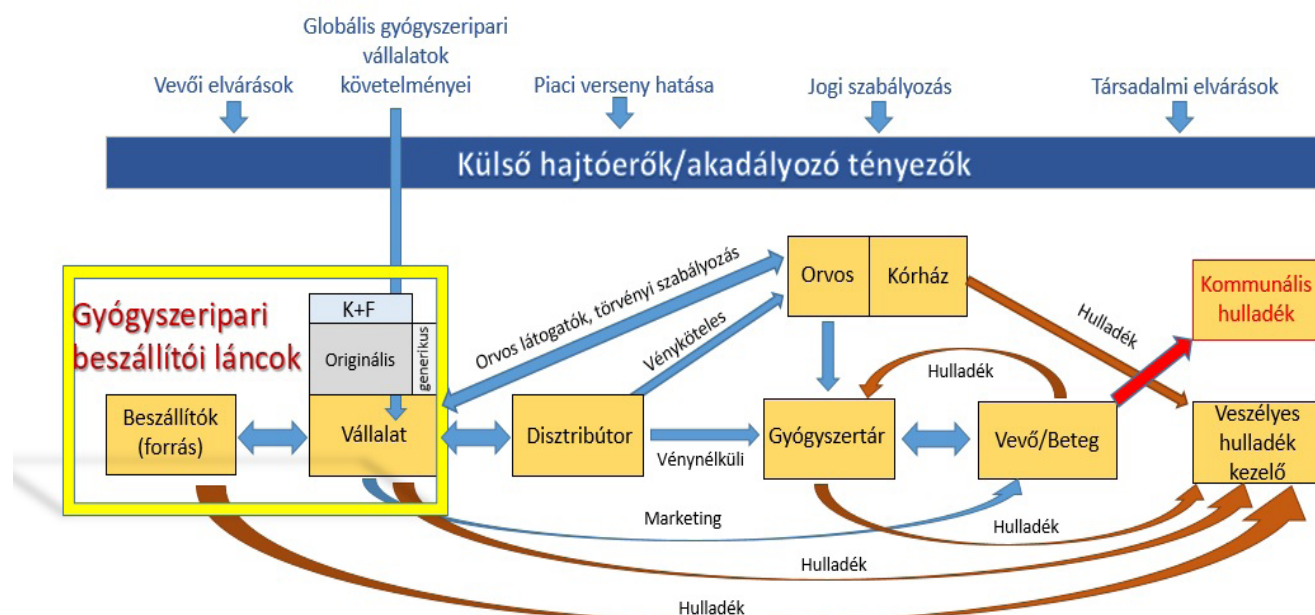 Globális gyógyszeripari
vállalatok
követelményei
Vevői elvárások
Piaci verseny hatása
Jogi szabályozás
Társadalmi elvárások
Külső hajtóerők/akadályozó tényezők
Gyógyszeripari
beszállítói láncok
K+F
Originális
generikus
Beszállítók
(forrás)
Vállalat
Orvos látogatók, törvényi szabályozás
Vényköteles
Disztribútor
Vénynélküli
Orvos
Kórház
Hulladék
Gyógyszertár
Hulladék
Vevő/Beteg
Kommunális
hulladék
Veszélyes
hulladék
kezelő
Marketing
Hulladék
Hulladék
Hulladék